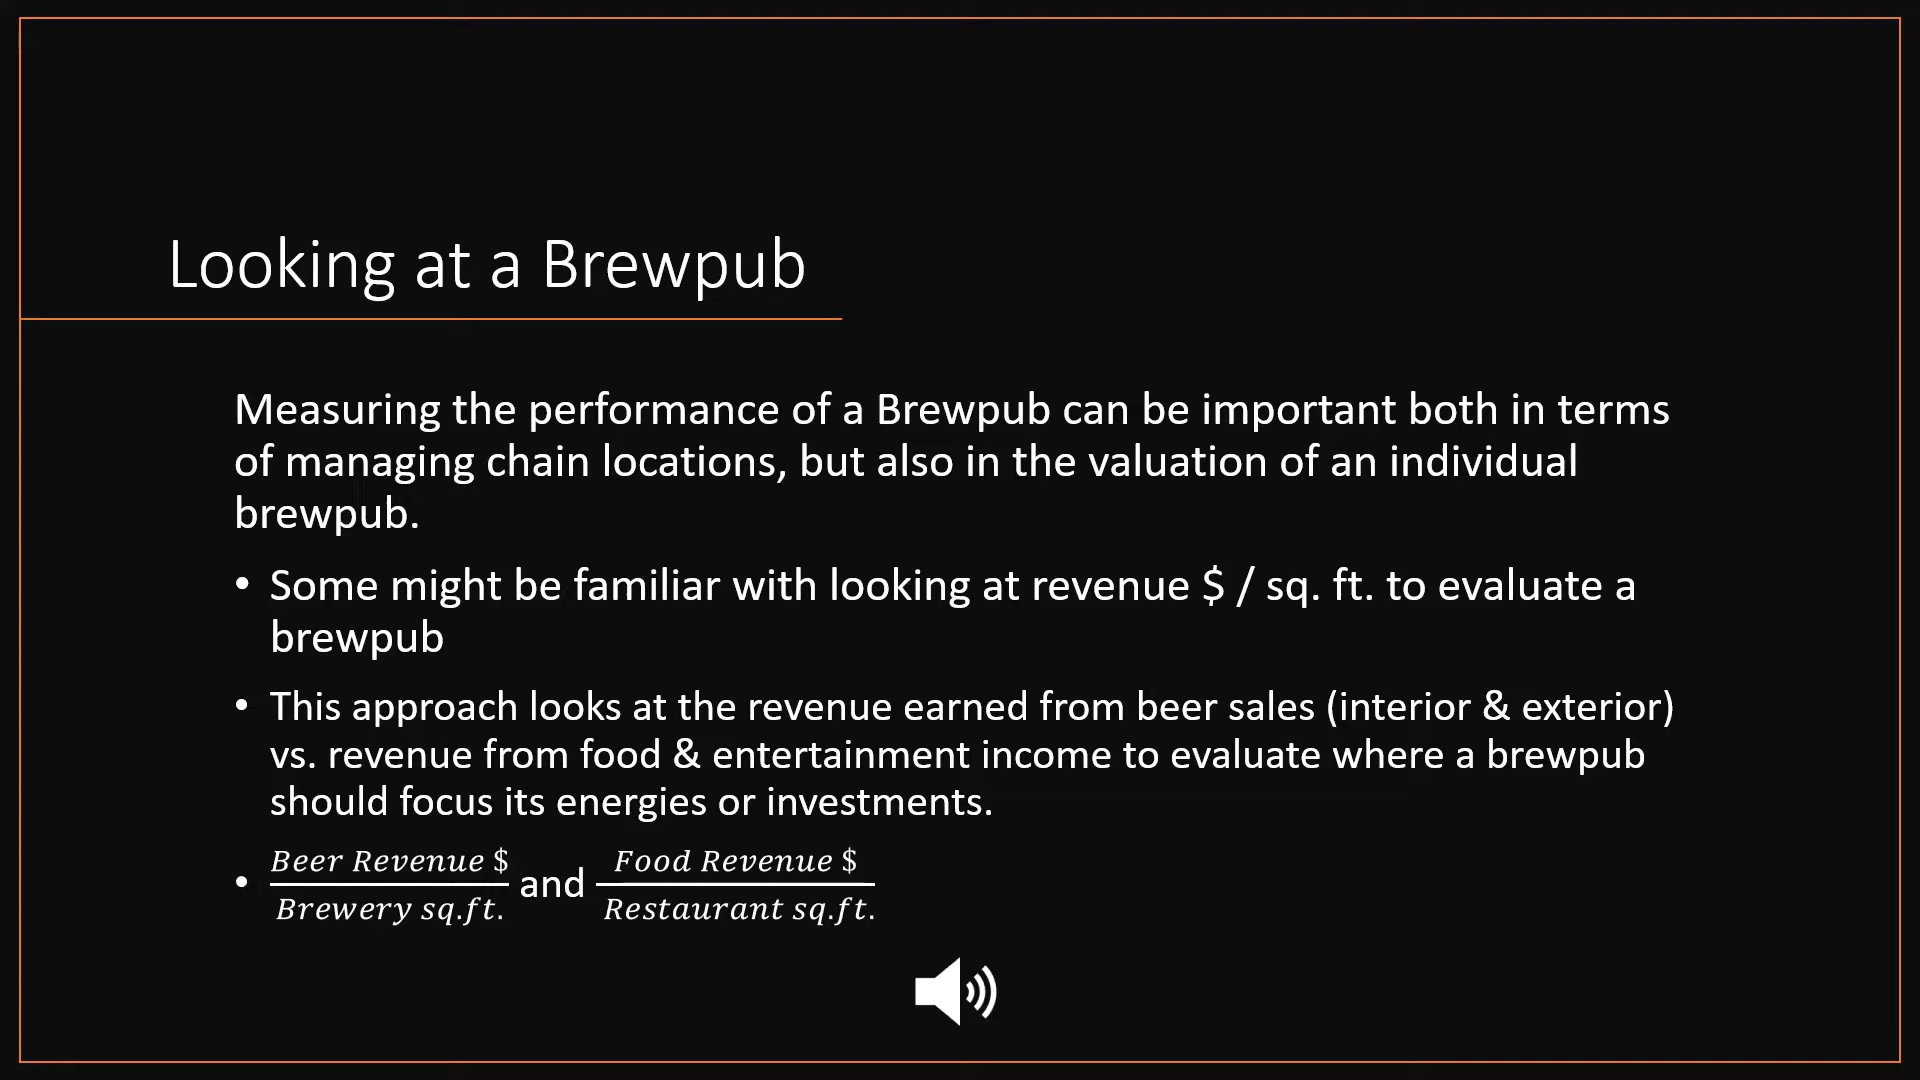 Looking at a Brewpub
Measuring the performance of a Brewpub can be important both in terms
of managing chain locations, but also in the valuation of an individual
brewpub.
• Some might be familiar with looking at revenue $ / sq. ft. to evaluate a
brewpub
• This approach looks at the revenue earned from beer sales (interior & exterior)
vs. revenue from food & entertainment income to evaluate where a brewpub
should focus its energies or investments.
• Beer Revenue $ / Brewery sq.ft. and Food Revenue $ / Restaurant sq.ft.